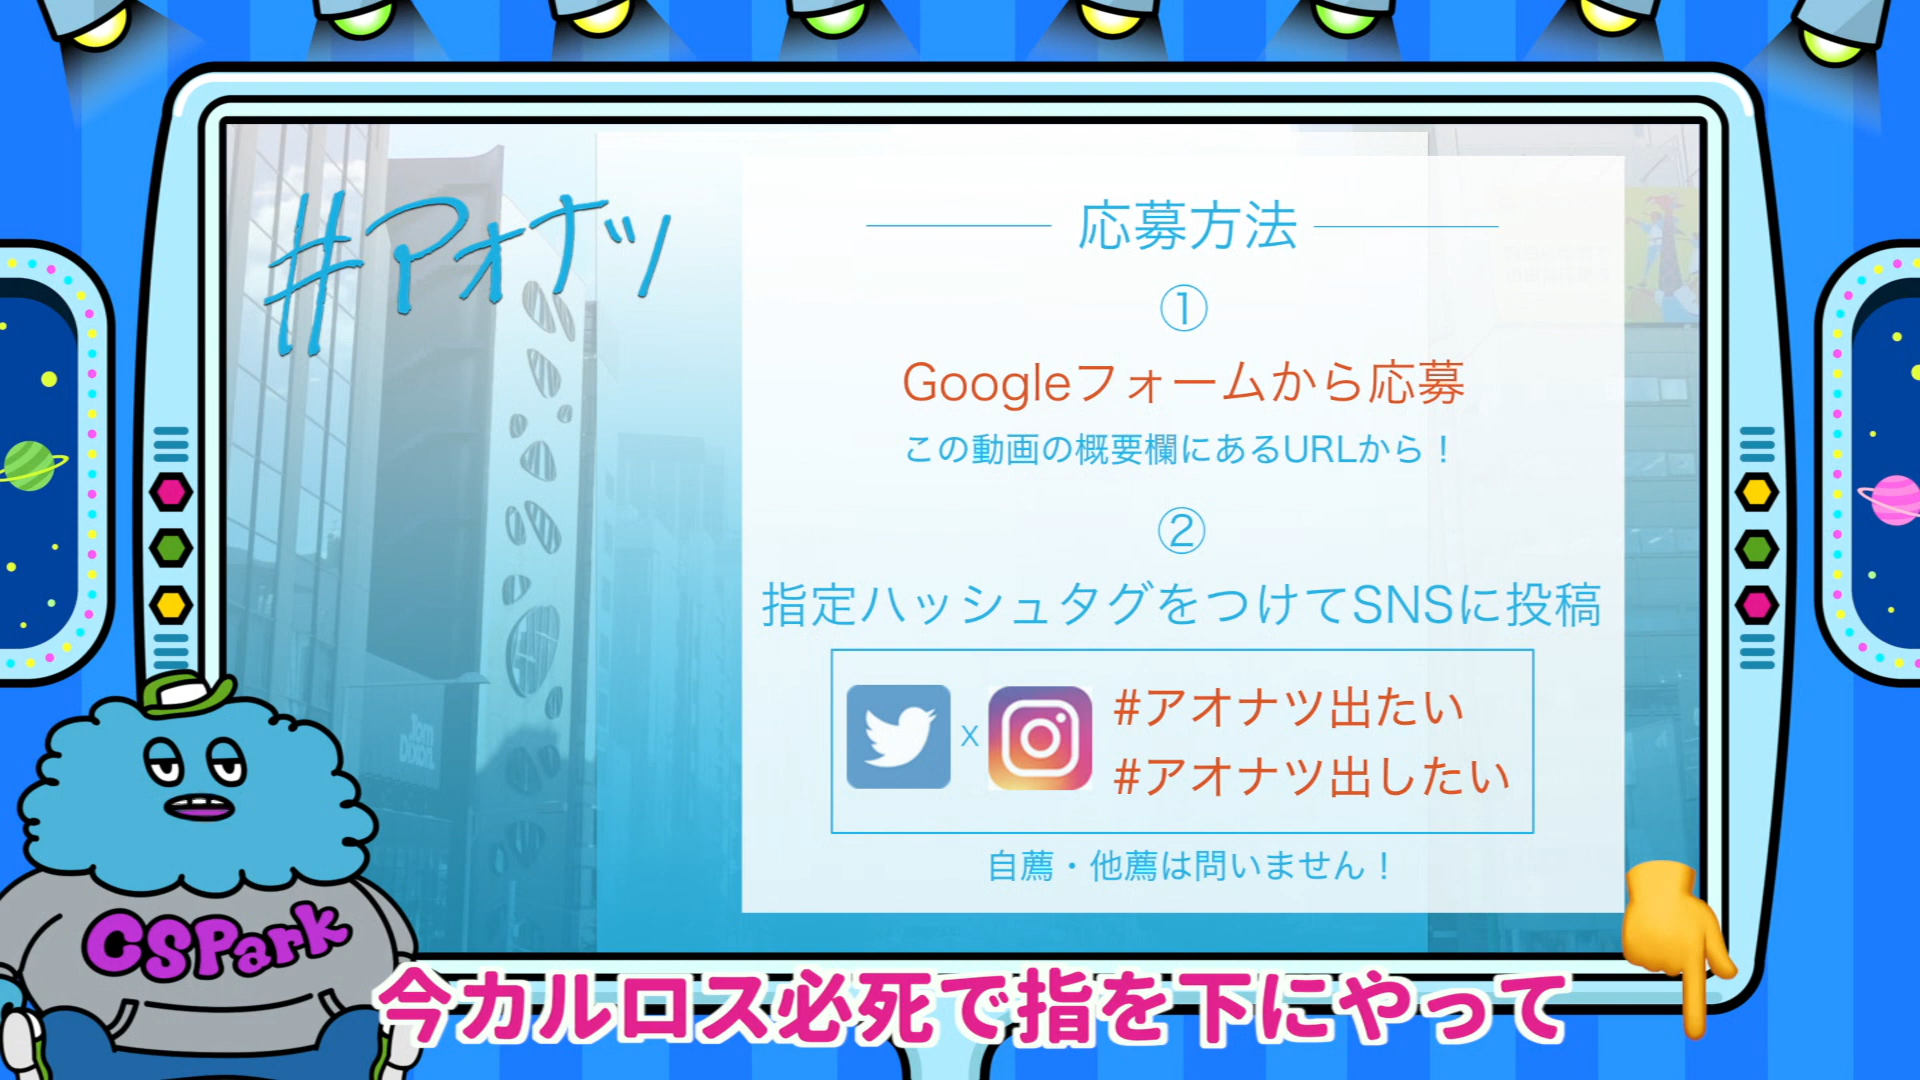 #アオナツ
応募方法
①
Googleフォームから応募
この動画の概要欄にあるURLから！
②
指定ハッシュタグをつけてSNSに投稿
x
#アオナツ出たい
#アオナツ出したい
自薦・他薦は問いません！
Tom
DIXON.
CSPark
今カルロス必死で指を下にやって